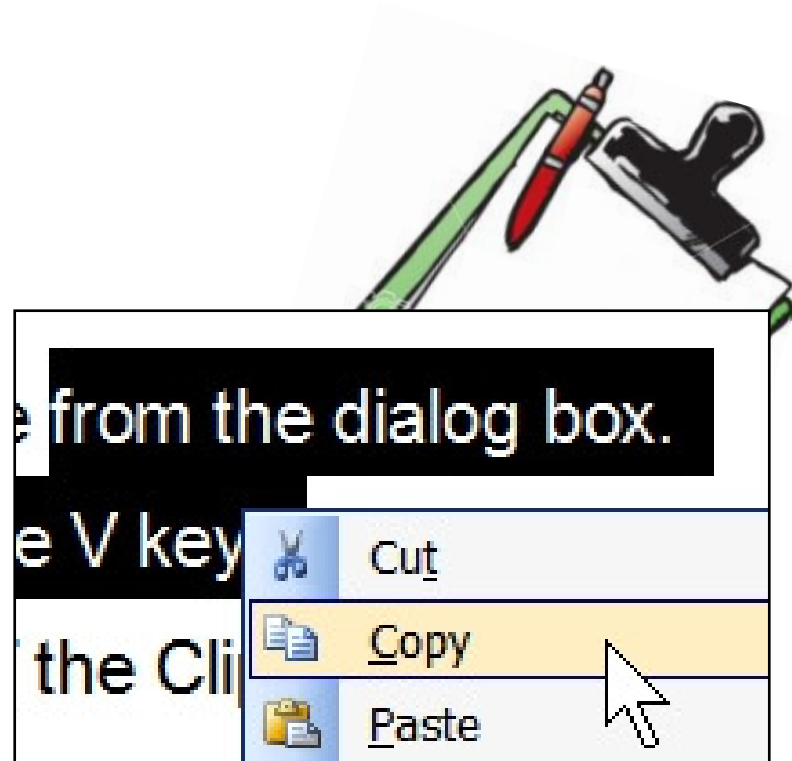 from the dialog box.
e V key
the Cli
Cut
Copy
Paste